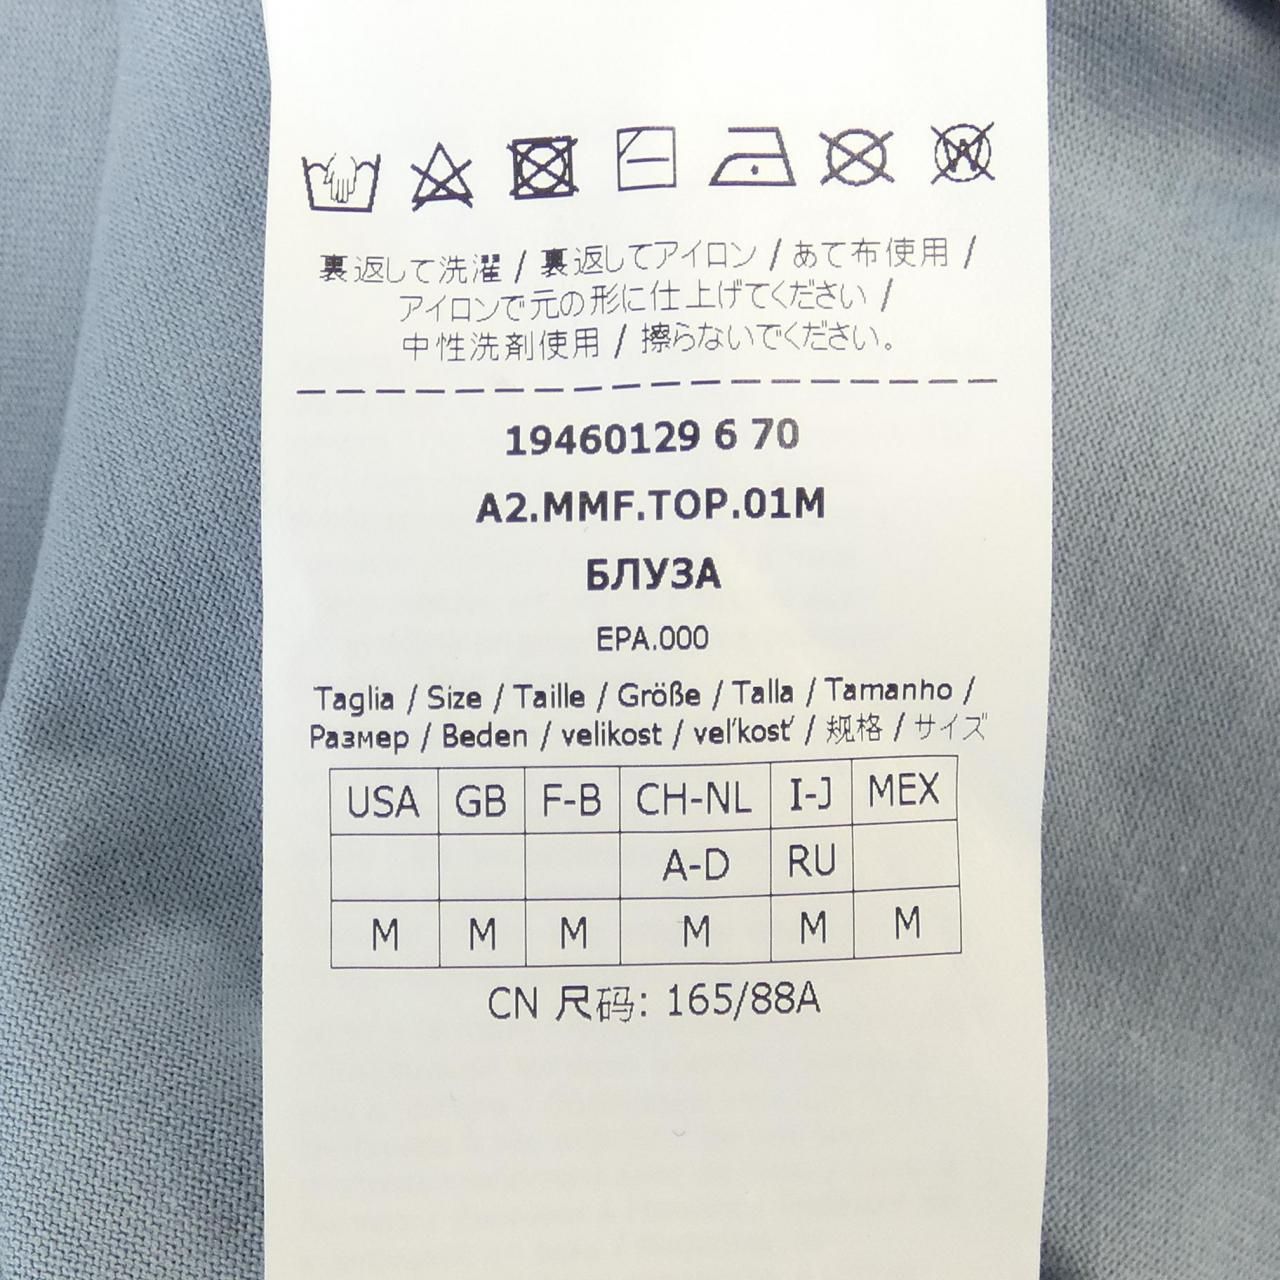 裏返して洗濯 / 裏返してアイロン / あて布使用 /
アイロンで元の形に仕上げてください /
中性洗剤使用 / 擦らないでください。
19460129 6 70
A2.MMF.TOP.01M
БЛУЗА
EPA.000
Taglia / Size / Taille / Größe / Talla / Tamanho /
Размер / Beden / velikost / veľkosť / 规格 / サイズ
USA GB F-B CH-NL I-J MEX
A-D RU
M M M M M M
CN 尺码: 165/88A